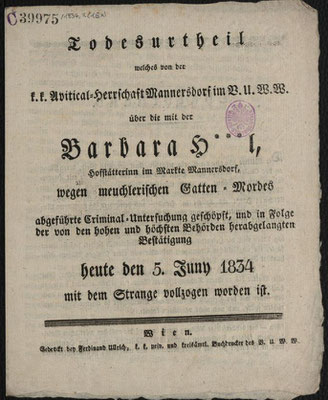 C 39975
Todesurtheil
welches von der
k.k. Avitical-Herrschaft Mannersdorf im V. U. W. W.
über die mit der
Barbara H***l,
Hofstätterinn im Markte Mannersdorf,
wegen meuchlerischen Gatten-Mordes
abgeführte Criminal-Untersuchung geschöpft, und in Folge
der von den hohen und höchsten Behörden herabgelangten
Bestätigung
heute den 5. Juny 1834
mit dem Strange vollzogen worden ist.
Wien.
Gedruckt bey Ferdinand Ullrich, k. k. priv. und kreisämtl. Buchdrucker des V. U. W. W.